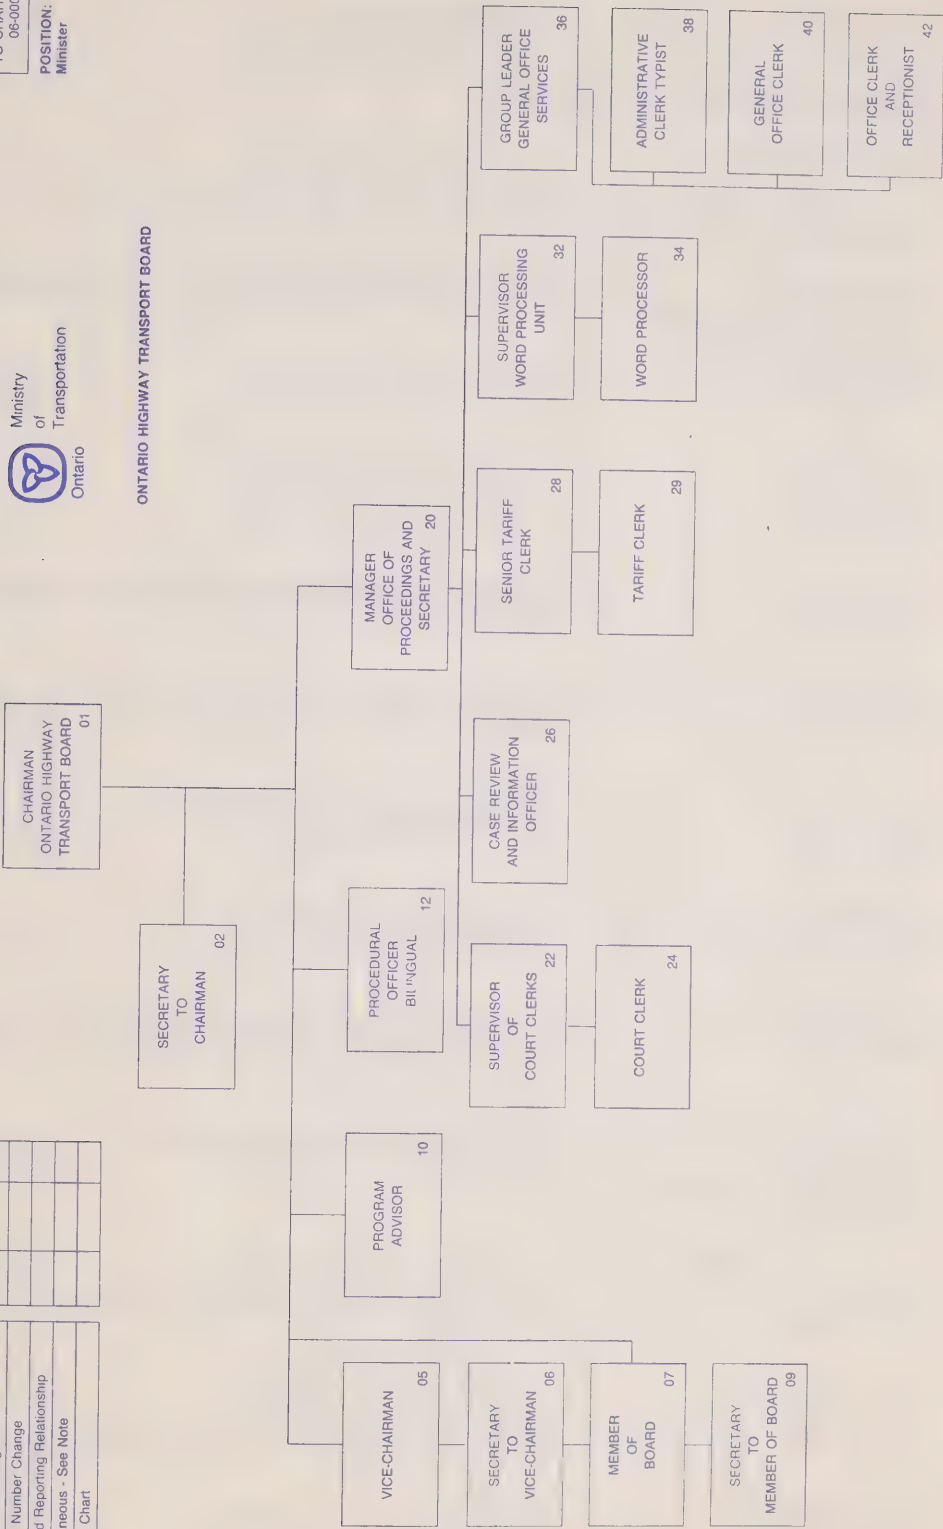 Number Change
d Reporting Relationship
neous - See Note
Chart
Ministry
of
Transportation
Ontario
06-000
POSITION:
Minister
ONTARIO HIGHWAY TRANSPORT BOARD
CHAIRMAN
ONTARIO HIGHWAY
TRANSPORT BOARD
01
SECRETARY
TO
CHAIRMAN
02
VICE-CHAIRMAN
05
SECRETARY
TO
VICE-CHAIRMAN
06
MEMBER
OF
BOARD
07
SECRETARY
TO
MEMBER OF BOARD
09
PROGRAM
ADVISOR
10
PROCEDURAL
OFFICER
BILINGUAL
12
MANAGER
OFFICE OF
PROCEEDINGS AND
SECRETARY
20
SUPERVISOR
OF
COURT CLERKS
22
COURT CLERK
24
CASE REVIEW
AND INFORMATION
OFFICER
26
SENIOR TARIFF
CLERK
28
TARIFF CLERK
29
SUPERVISOR
WORD PROCESSING
UNIT
32
WORD PROCESSOR
34
GROUP LEADER
GENERAL OFFICE
SERVICES
36
ADMINISTRATIVE
CLERK TYPIST
38
GENERAL
OFFICE CLERK
40
OFFICE CLERK
AND
RECEPTIONIST
42